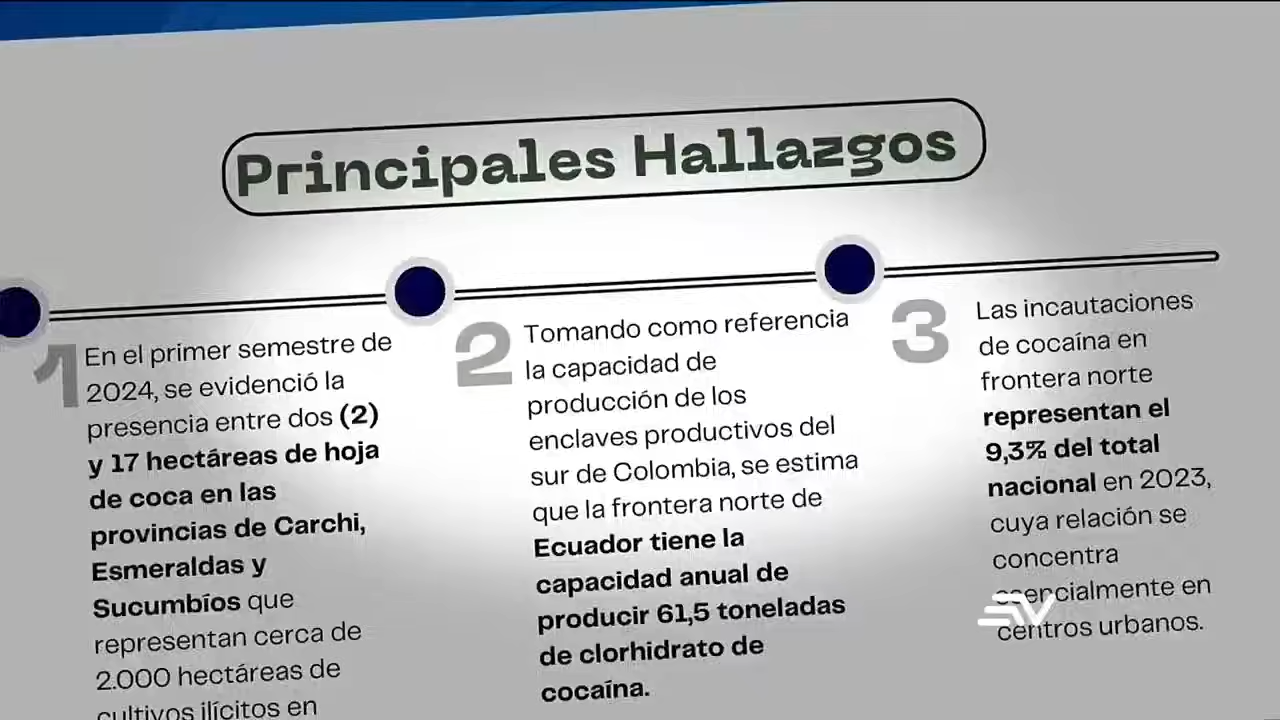 Principales Hallazgos
1
En el primer semestre de
2024, se evidenció la
presencia entre dos (2)
y 17 hectáreas de hoja
de coca en las
provincias de Carchi,
Esmeraldas y
Sucumbíos que
representan cerca de
2.000 hectáreas de
cultivos ilícitos en
2
Tomando como referencia
la capacidad de
producción de los
enclaves productivos del
sur de Colombia, se estima
que la frontera norte de
Ecuador tiene la
capacidad anual de
producir 61,5 toneladas
de clorhidrato de
cocaína.
3
Las incautaciones
de cocaína en
frontera norte
representan el
9,3% del total
nacional en 2023,
cuya relación se
concentra
esencialmente en
centros urbanos.